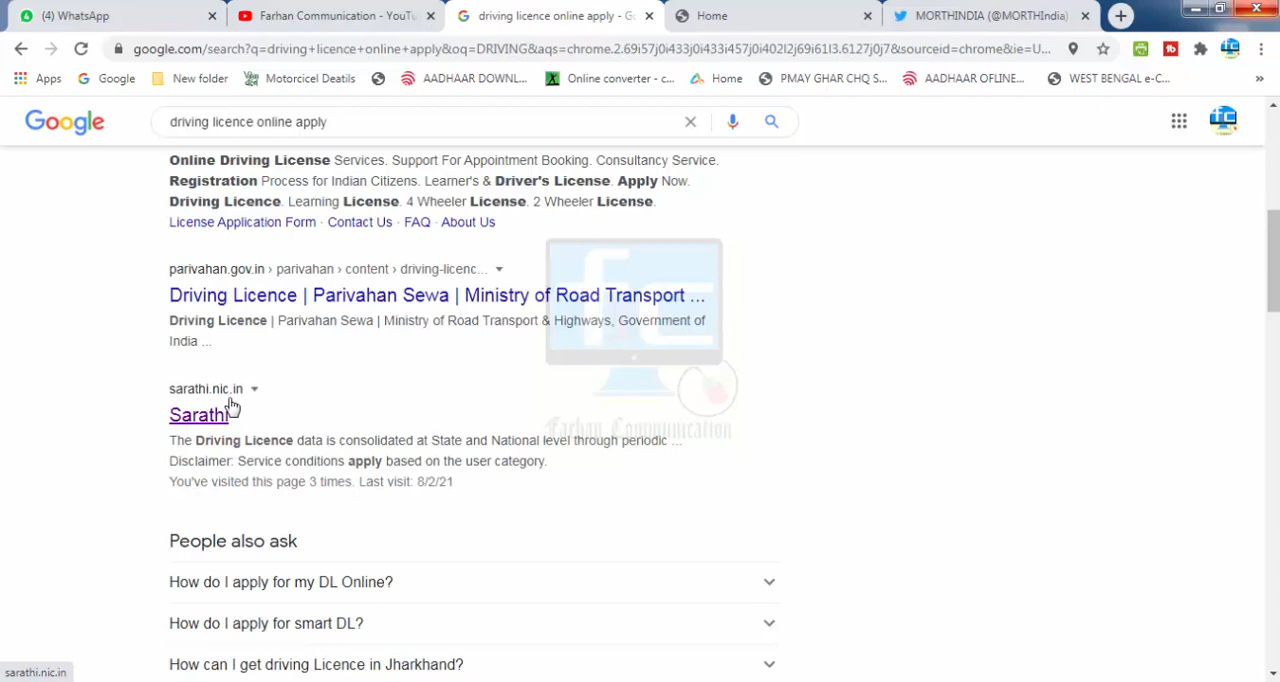 (4) WhatsApp
Farhan Communication - YouTu
driving licence online apply - Go
Home
MORTHINDIA (@MORTHIndia)
google.com/search?q=driving+licence+online+apply&oq=DRIVING&aqs=chrome.2.69i57j0i433j0i433i457j0i402l2j69i61l3.6127j0j7&sourceid=chrome&ie=U...
Apps
Google
New folder
Motoricel Deatils
AADHAAR DOWNL...
Online converter - c...
Home
PMAY GHAR CHQ S...
AADHAAR OFLINE...
WEST BENGAL e-C...
»
Google
driving licence online apply
Online Driving License Services. Support For Appointment Booking. Consultancy Service.
Registration Process for Indian Citizens. Learner's & Driver's License. Apply Now.
Driving Licence. Learning License. 4 Wheeler License. 2 Wheeler License.
License Application Form · Contact Us · FAQ · About Us
parivahan.gov.in › parivahan › content › driving-licenc...
Driving Licence | Parivahan Sewa | Ministry of Road Transport ...
Driving Licence | Parivahan Sewa | Ministry of Road Transport & Highways, Government of
India ...
fc
sarathi.nic.in
Sarathi
Farhan Communication
The Driving Licence data is consolidated at State and National level through periodic ...
Disclaimer: Service conditions apply based on the user category.
You've visited this page 3 times. Last visit: 8/2/21
People also ask
How do I apply for my DL Online?
How do I apply for smart DL?
How can I get driving Licence in Jharkhand?
sarathi.nic.in